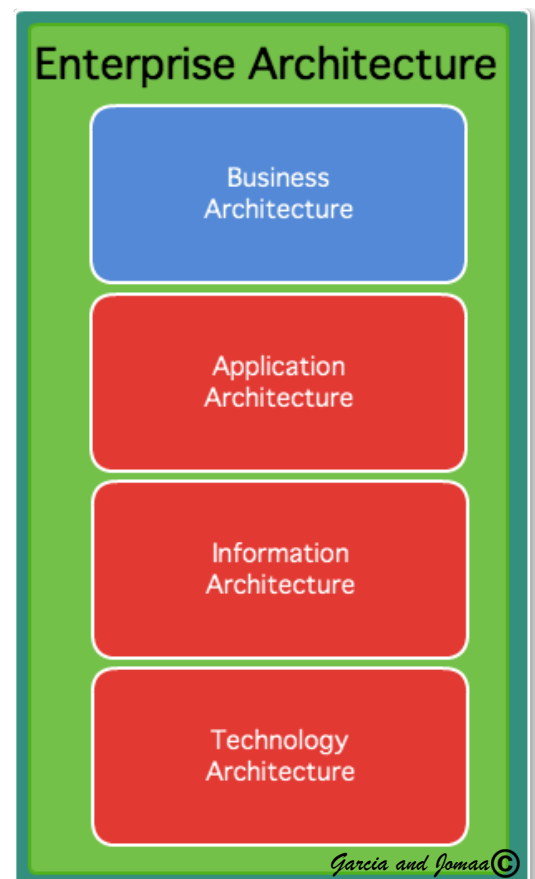 Enterprise Architecture
Business
Architecture
Application
Architecture
Information
Architecture
Technology
Architecture
Garcia and Jomaa©